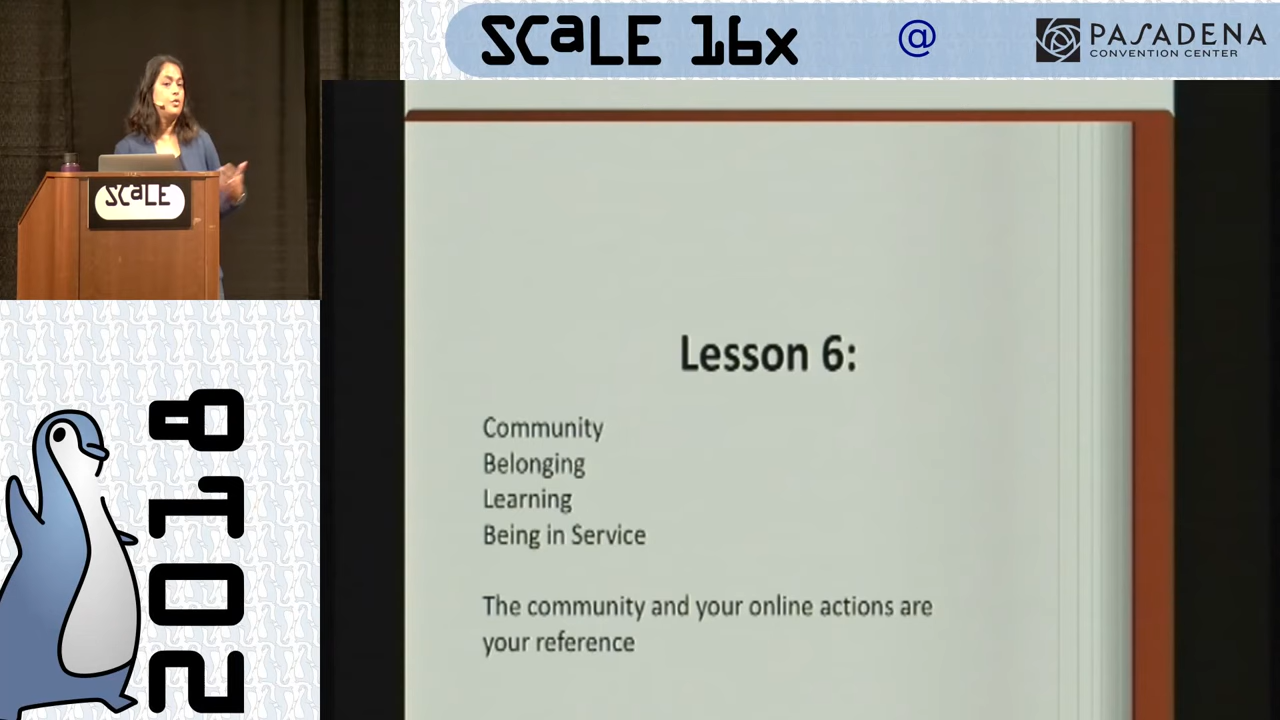 SCaLE 16x
@
PASADENA
CONVENTION CENTER
SCaLE
2018
Lesson 6:
Community
Belonging
Learning
Being in Service
The community and your online actions are
your reference